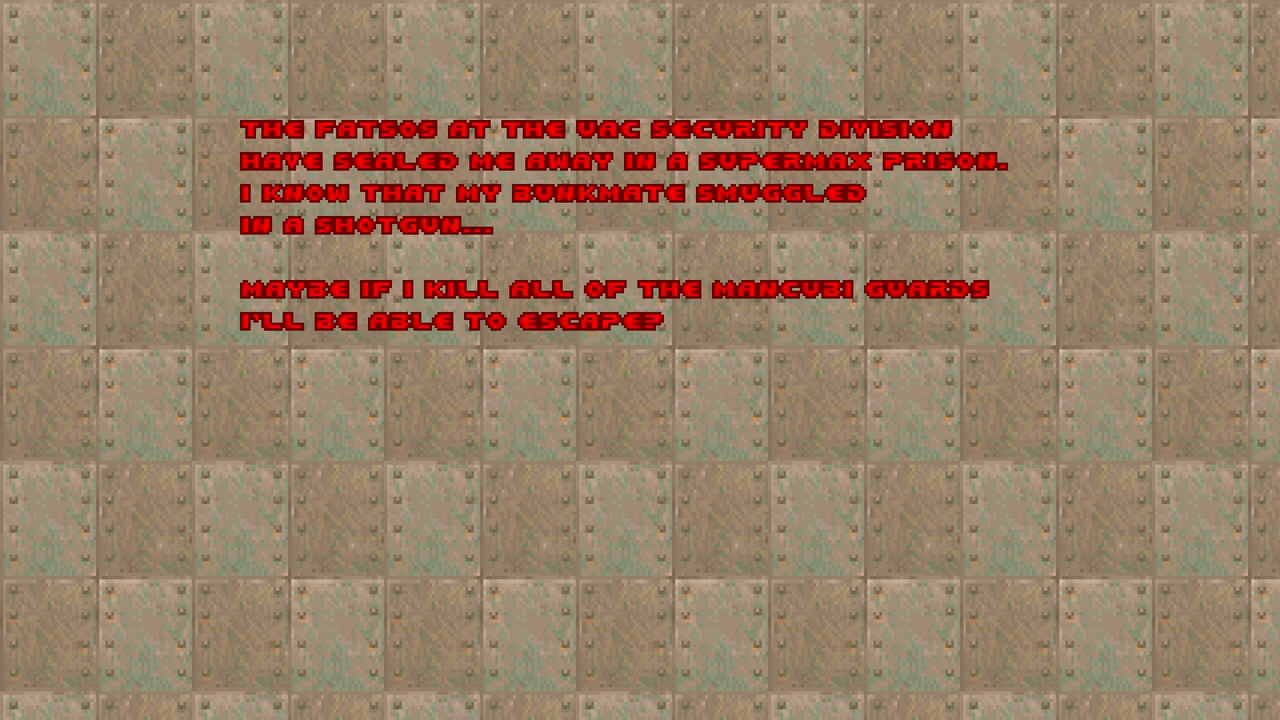 THE FATSOS AT THE UAC SECURITY DIVISION
HAVE SEALED ME AWAY IN A SUPERMAX PRISON.
I KNOW THAT MY BUNKMATE SMUGGLED
IN A SHOTGUN...
MAYBE IF I KILL ALL OF THE MANCUBI GUARDS
I'LL BE ABLE TO ESCAPE?